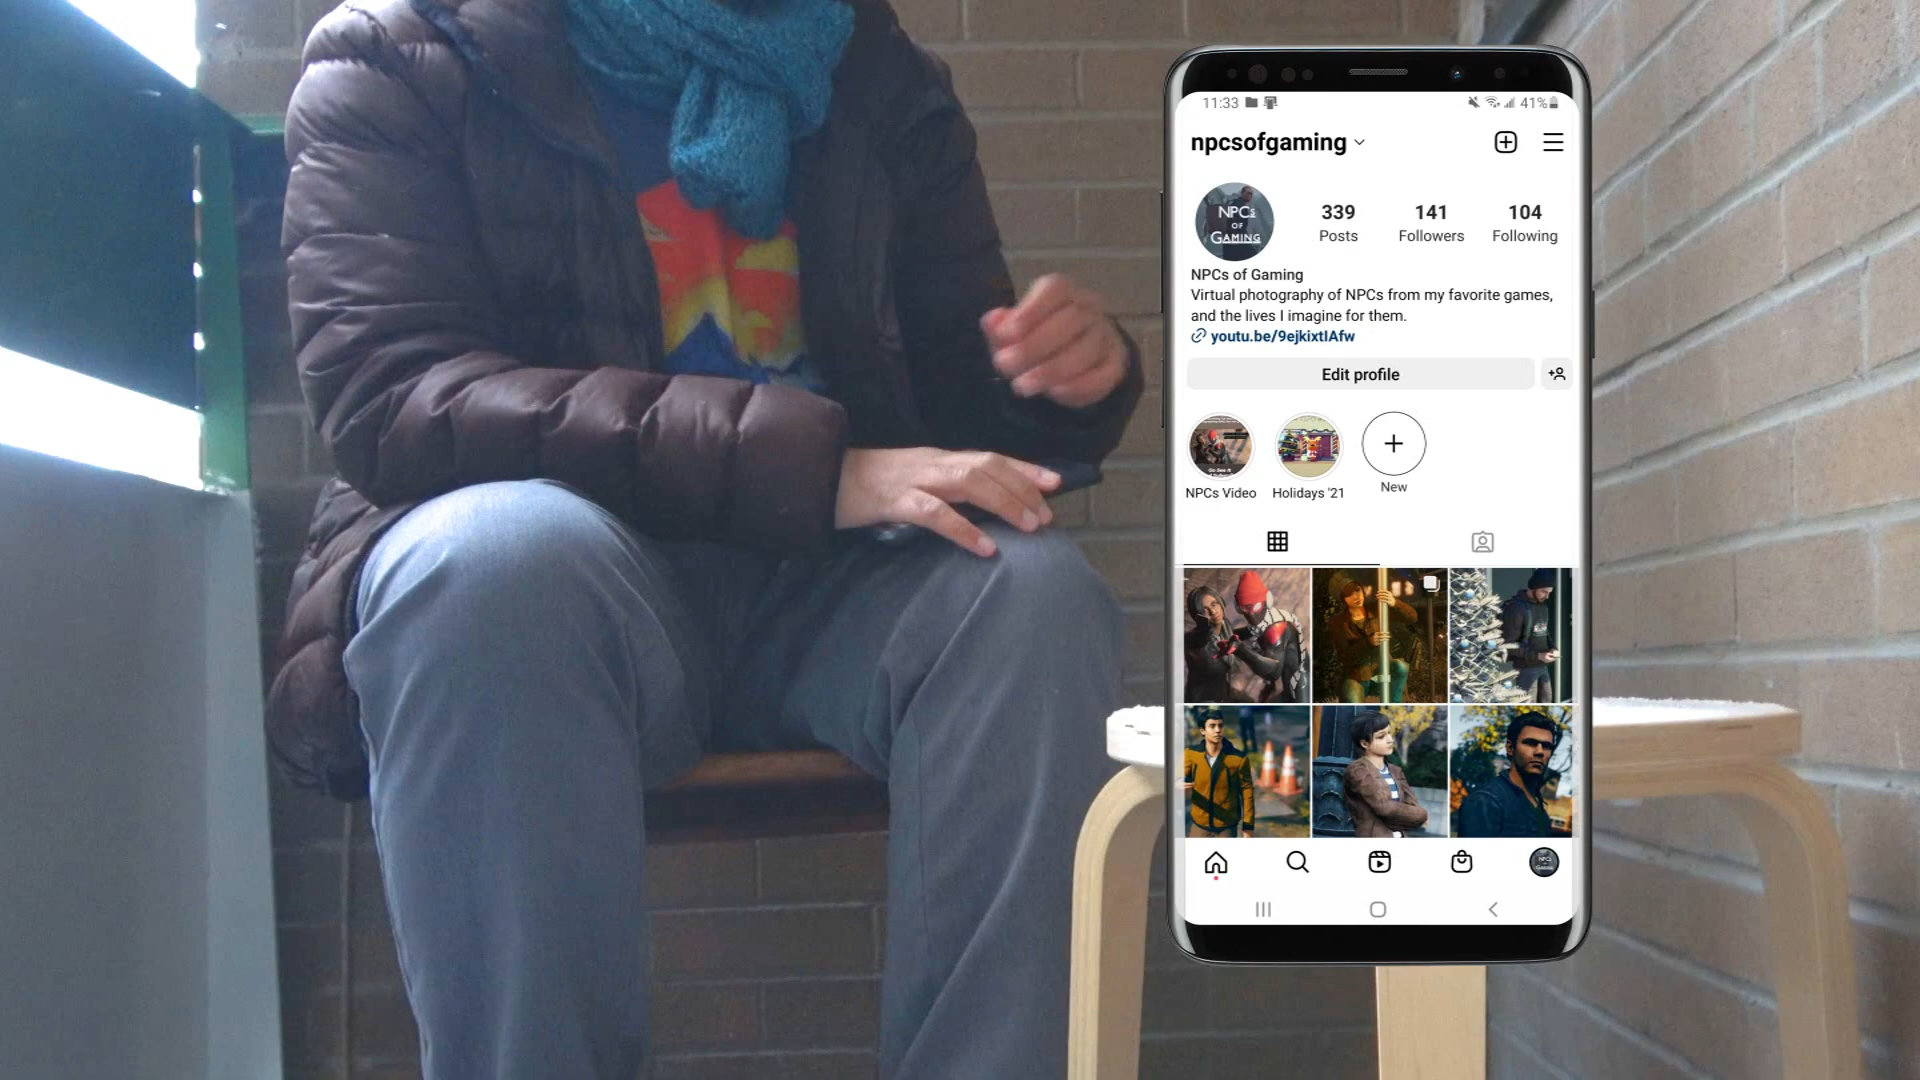 11:33
41%
npcsofgaming
NPCs
OF
GAMING
339
Posts
141
Followers
104
Following
NPCs of Gaming
Virtual photography of NPCs from my favorite games,
and the lives I imagine for them.
youtu.be/9ejkixtIAfw
Edit profile
NPCs Video
Holidays '21
New